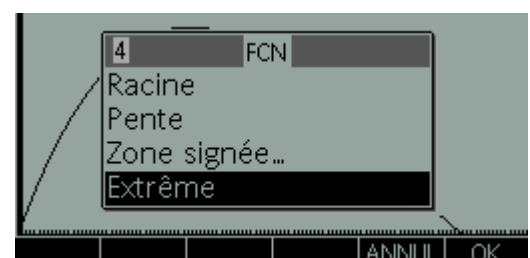 4 FCN
Racine
Pente
Zone signée...
Extrême
ANNUL OK